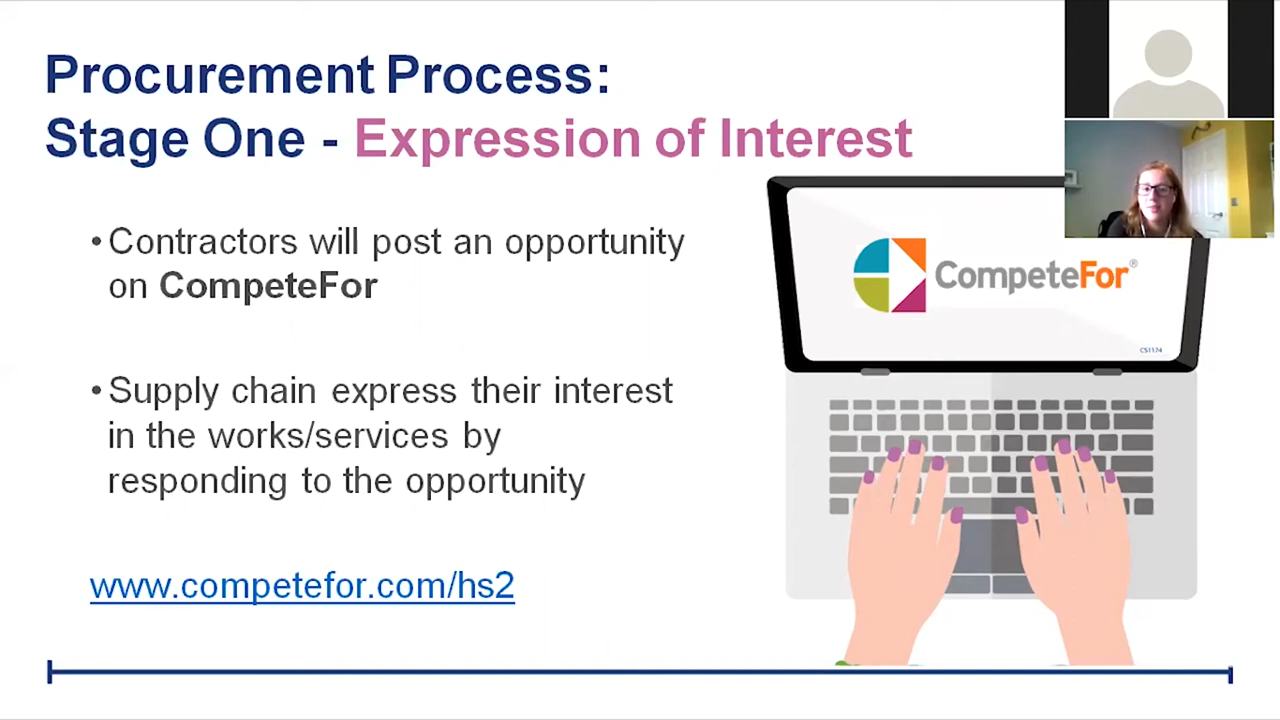 Procurement Process:
Stage One - Expression of Interest
•Contractors will post an opportunity
on CompeteFor
•Supply chain express their interest
in the works/services by
responding to the opportunity
www.competefor.com/hs2
CompeteFor®
CS1174